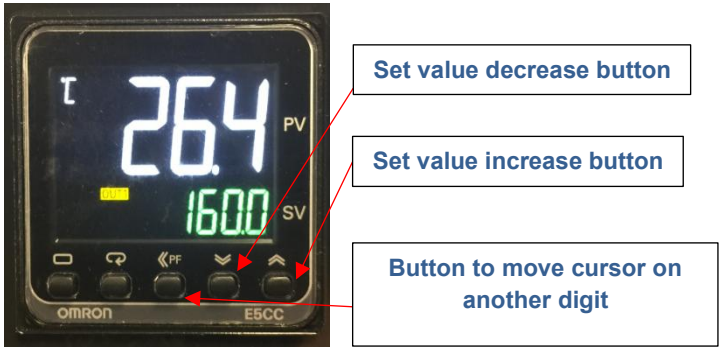 ℃
26.4
PV
OUT1
160.0
SV
PF
OMRON
E5CC
Set value decrease button
Set value increase button
Button to move cursor on
another digit